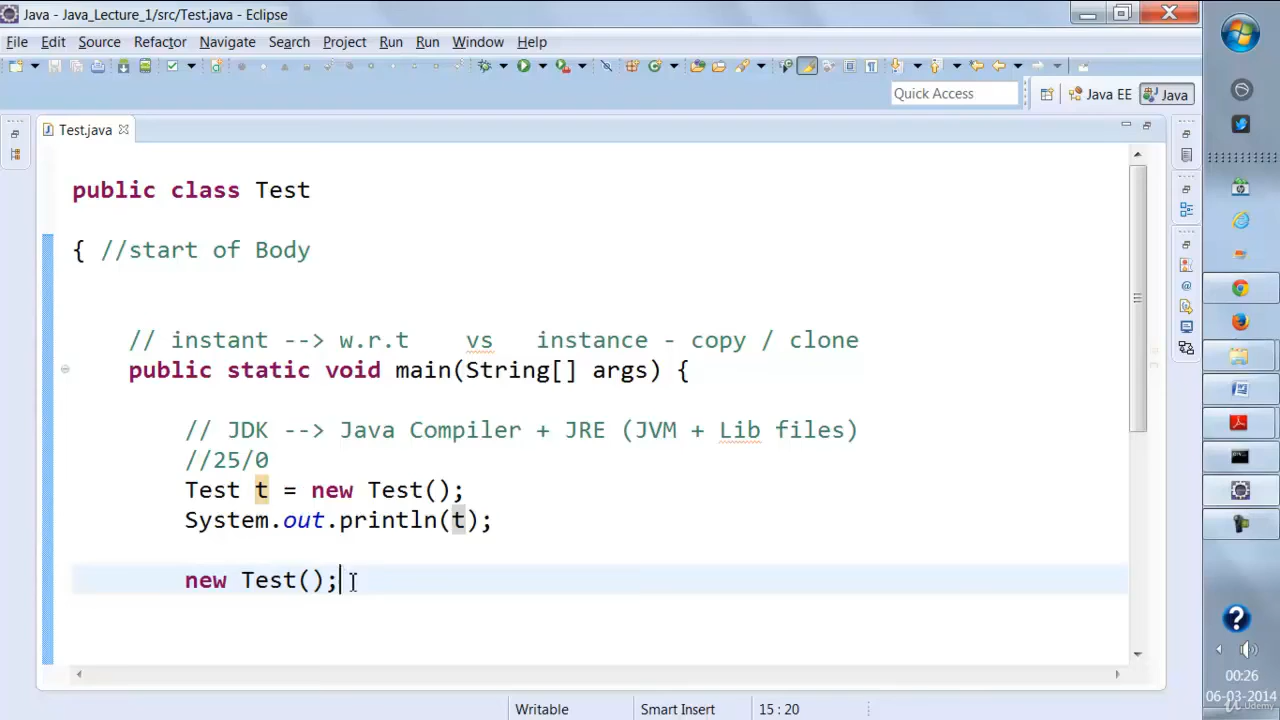 Java - Java_Lecture_1/src/Test.java - Eclipse
File Edit Source Refactor Navigate Search Project Run Run Window Help
Quick Access
Java EE
Java
Test.java
public class Test
{ //start of Body
// instant --> w.r.t vs instance - copy / clone
public static void main(String[] args) {
// JDK --> Java Compiler + JRE (JVM + Lib files)
//25/0
Test t = new Test();
System.out.println(t);
new Test();
Writable
Smart Insert
15 : 20
00:26
06-03-2014
Udemy